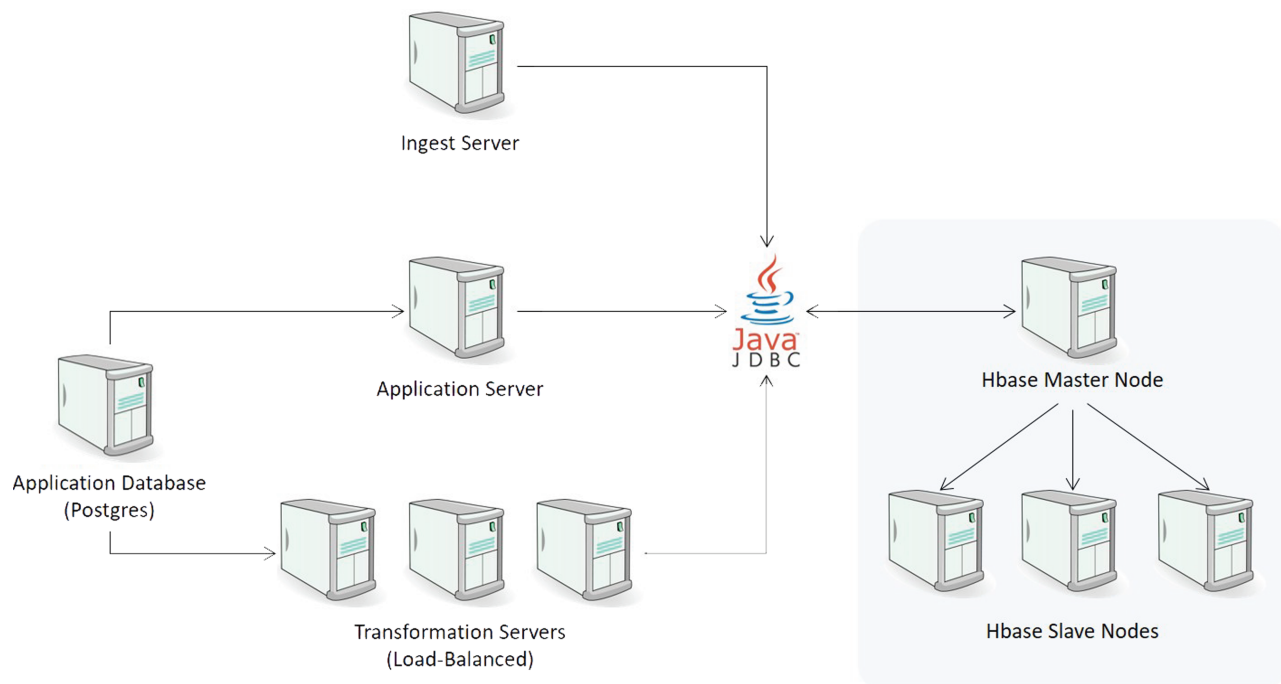 Ingest Server
Application Server
Java
JDBC
Hbase Master Node
Application Database
(Postgres)
Transformation Servers
(Load-Balanced)
Hbase Slave Nodes